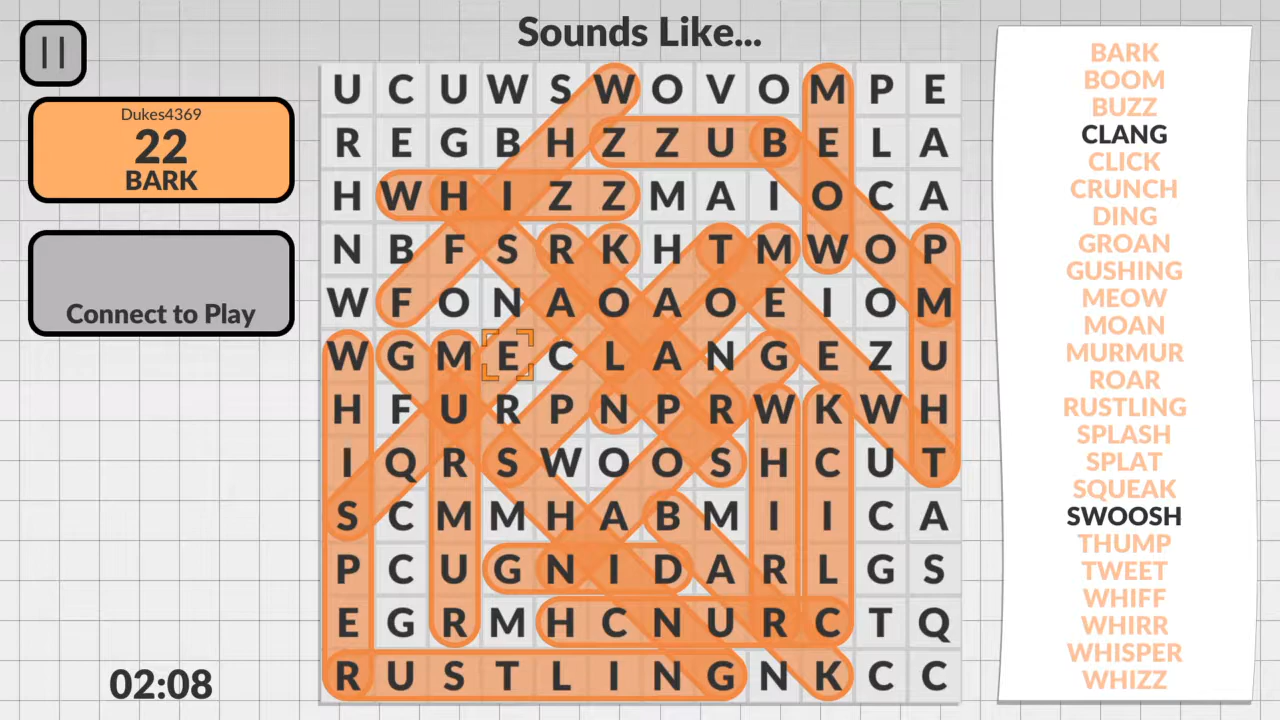 Sounds Like...
Dukes4369
22
BARK
Connect to Play
02:08
U C U W S W O V O M P E
R E G B H Z Z U B E L A
H W H I Z Z M A I O C A
N B F S R K H T M W O P
W F O N A O A O E I O M
W G M E C L A N G E Z U
H F U R P N P R W K W H
I Q R S W O O S H C U T
S C M M H A B M I I C A
P C U G N I D A R L G S
E G R M H C N U R C T Q
R U S T L I N G N K C C
BARK
BOOM
BUZZ
CLANG
CLICK
CRUNCH
DING
GROAN
GUSHING
MEOW
MOAN
MURMUR
ROAR
RUSTLING
SPLASH
SPLAT
SQUEAK
SWOOSH
THUMP
TWEET
WHIFF
WHIRR
WHISPER
WHIZZ